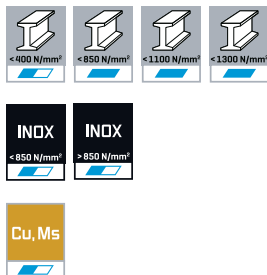 <400 N/mm²
<850 N/mm²
<1100 N/mm²
<1300 N/mm²
INOX
<850 N/mm²
INOX
>850 N/mm²
Cu, Ms